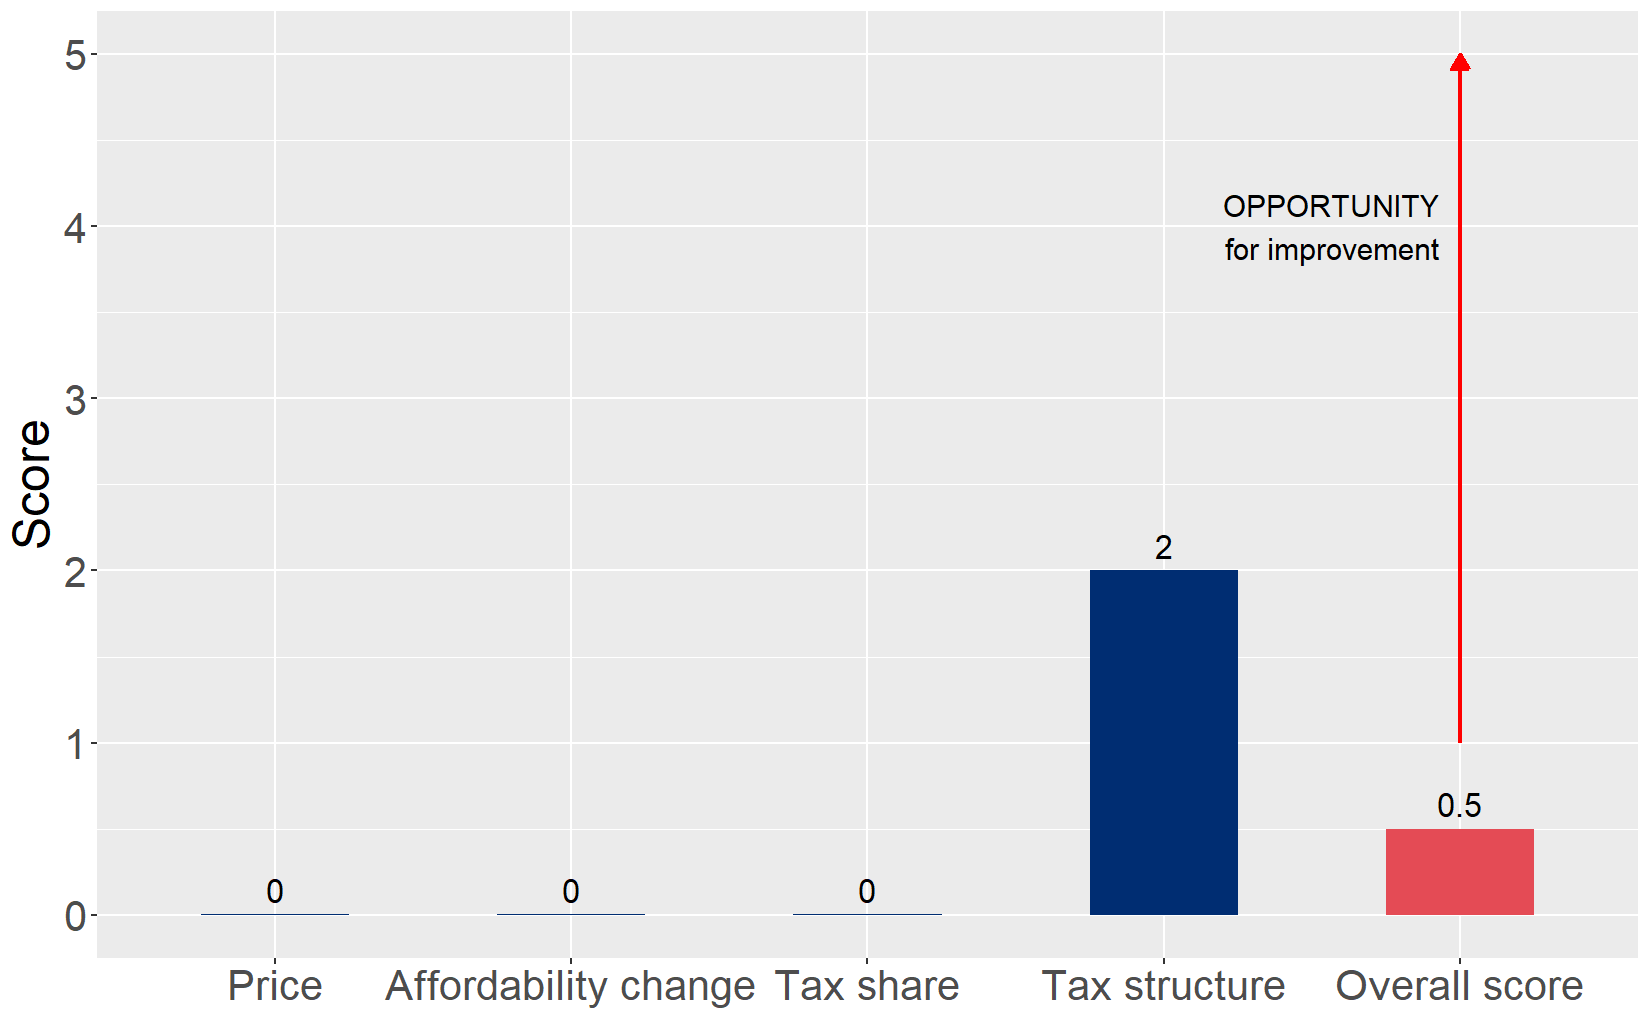 5
OPPORTUNITY
4
for improvement
3
Score
2
2
1
0.5
0
0
0
0
Price
Affordability change
Tax share
Tax structure
Overall score